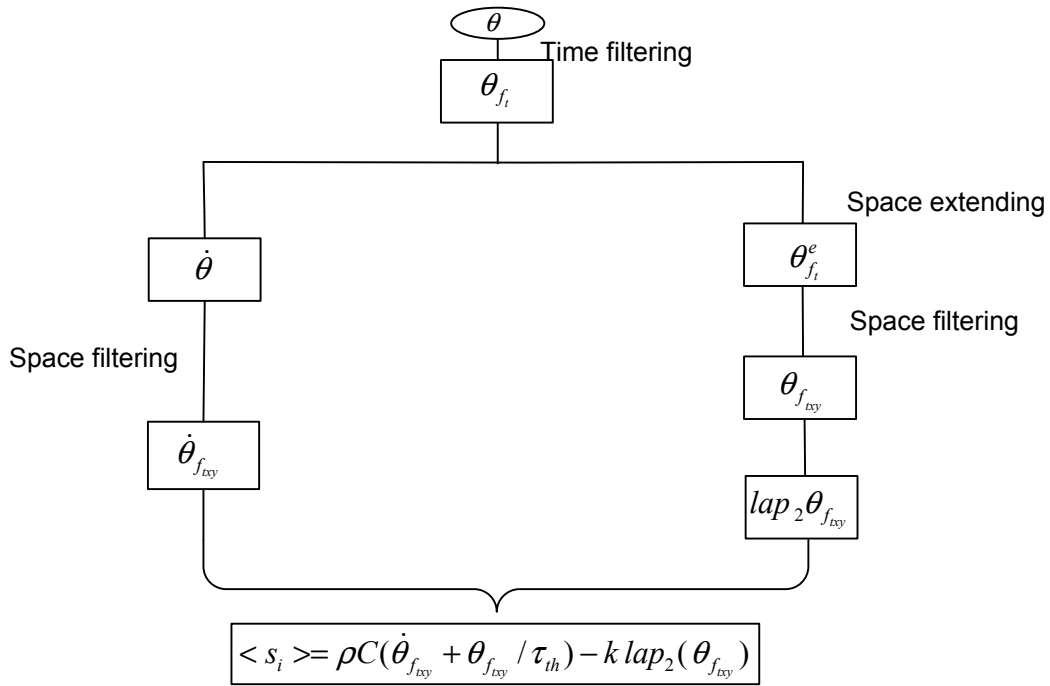 θ
Time filtering
θ_{f_t}
Space extending
θ̇
θ^e_{f_t}
Space filtering
Space filtering
θ_{f_{txy}}
θ̇_{f_{txy}}
lap_2 θ_{f_{txy}}
< s_i >= ρC(θ̇_{f_{txy}} + θ_{f_{txy}} / τ_{th}) − k lap_2(θ_{f_{txy}})